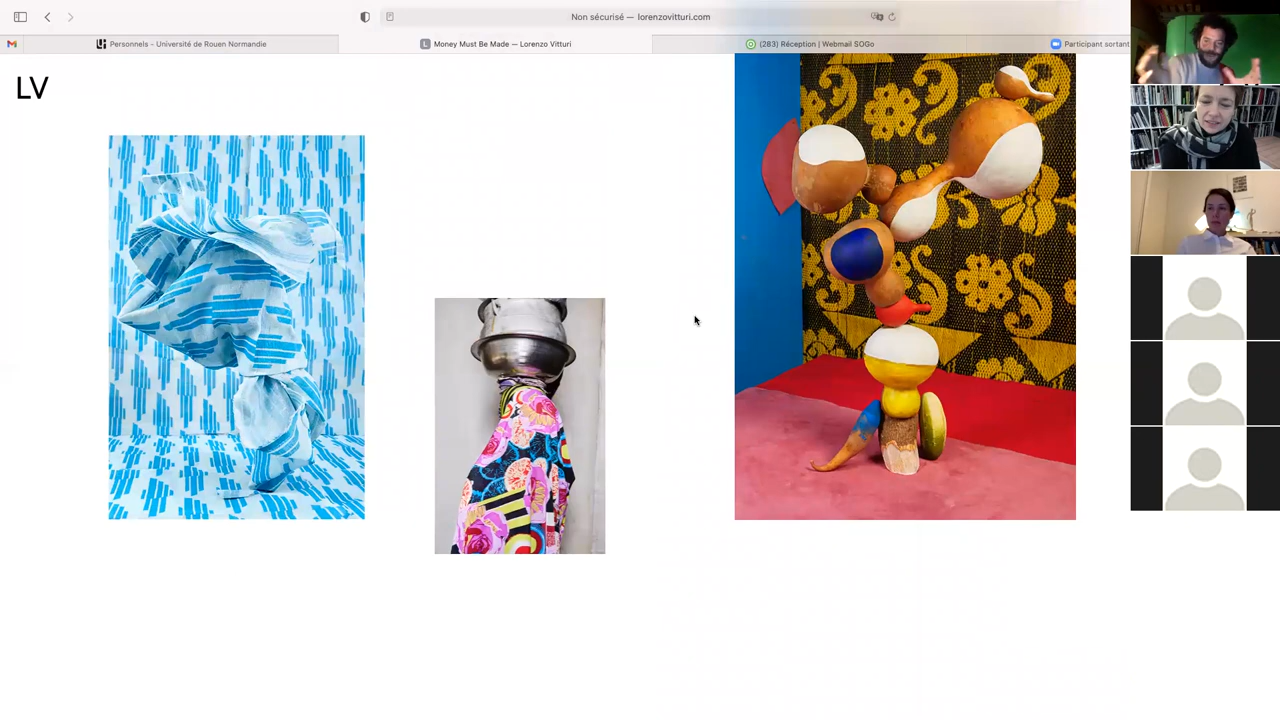 Non sécurisé — lorenzovitturi.com
Personnels - Université de Rouen Normandie
L Money Must Be Made — Lorenzo Vitturi
(283) Réception | Webmail SOGo
Participant sortant
LV